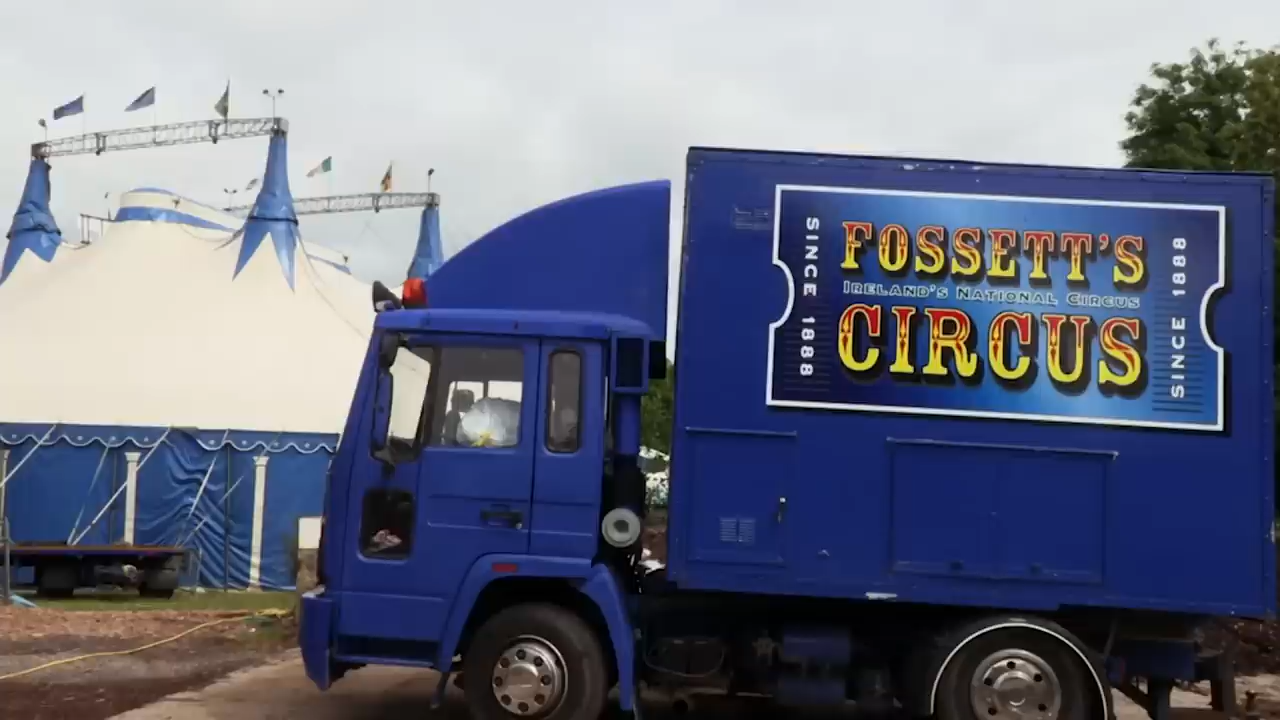 SINCE 1888
FOSSETT'S
IRELAND'S NATIONAL CIRCUS
CIRCUS
SINCE 1888